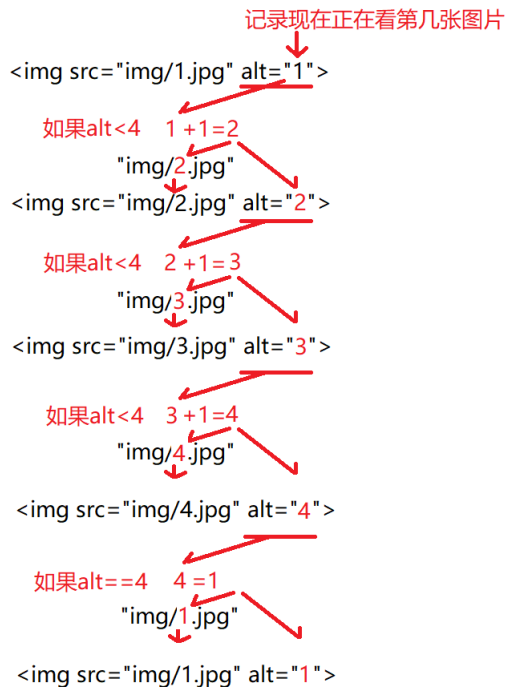 记录现在正在看第几张图片
<img src="img/1.jpg" alt="1">
如果alt<4 1 +1=2
"img/2.jpg"
<img src="img/2.jpg" alt="2">
如果alt<4 2 +1=3
"img/3.jpg"
<img src="img/3.jpg" alt="3">
如果alt<4 3 +1=4
"img/4.jpg"
<img src="img/4.jpg" alt="4">
如果alt==4 4 =1
"img/1.jpg"
<img src="img/1.jpg" alt="1">